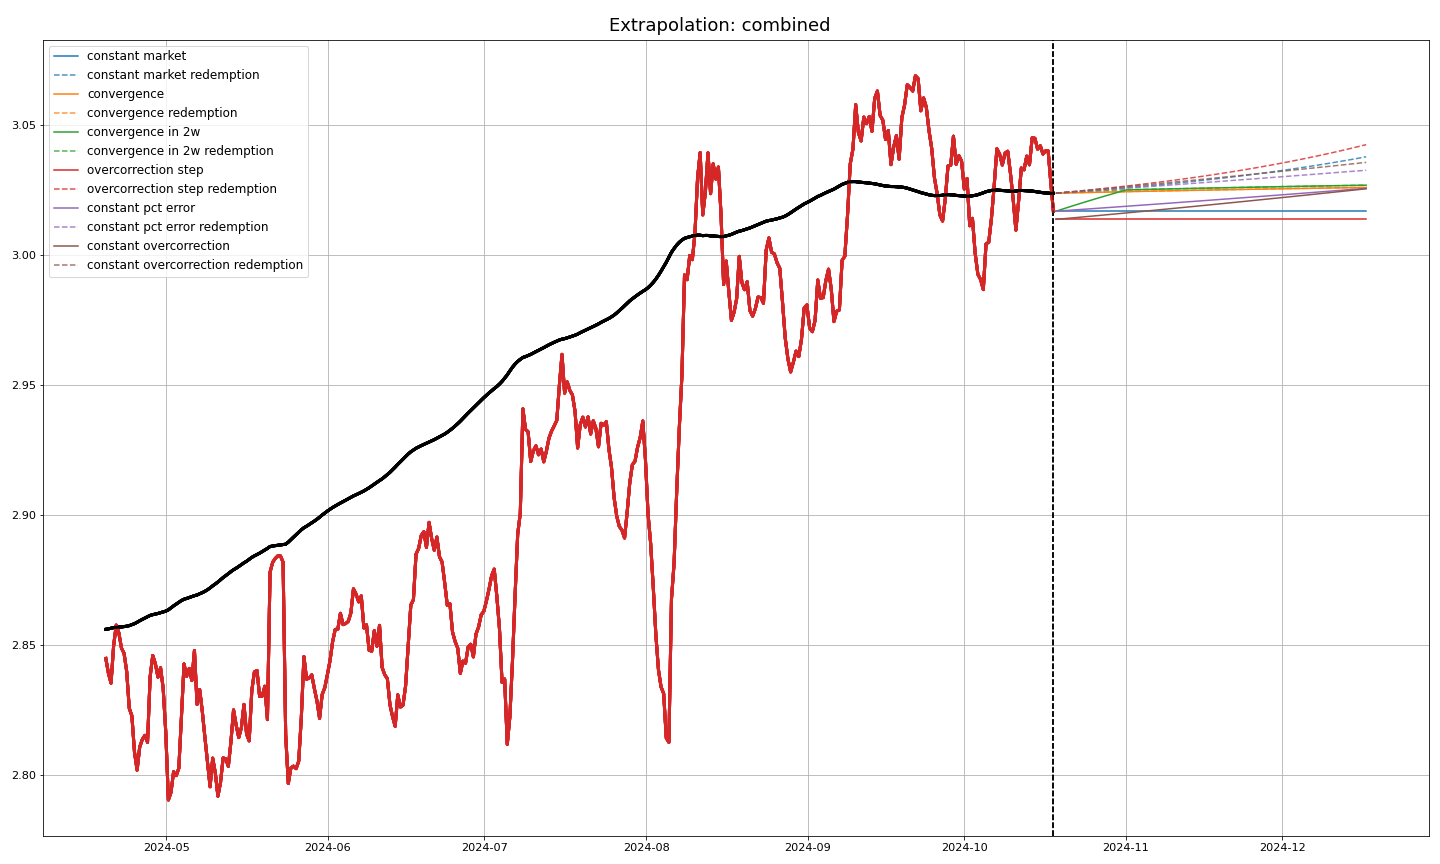 Extrapolation: combined
constant market
constant market redemption
convergence
convergence redemption
convergence in 2w
convergence in 2w redemption
overcorrection step
overcorrection step redemption
constant pct error
constant pct error redemption
constant overcorrection
constant overcorrection redemption
3.05
3.00
2.95
2.90
2.85
2.80
2024-05 2024-06 2024-07 2024-08 2024-09 2024-10 2024-11 2024-12